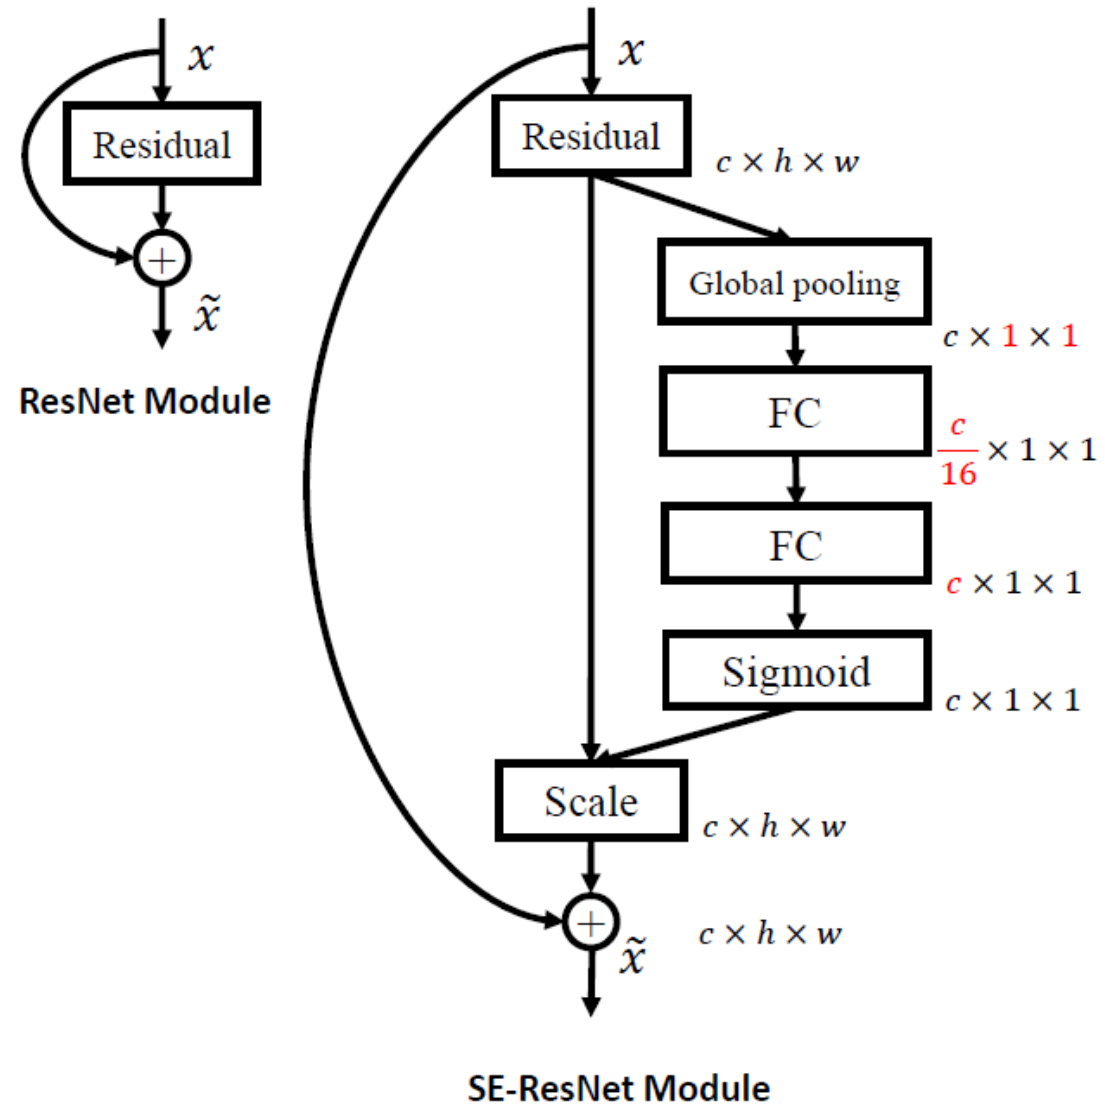 x
Residual
+
x̃
ResNet Module
x
Residual
c × h × w
Global pooling
c × 1 × 1
FC
c/16 × 1 × 1
FC
c × 1 × 1
Sigmoid
c × 1 × 1
Scale
c × h × w
+
c × h × w
x̃
SE-ResNet Module